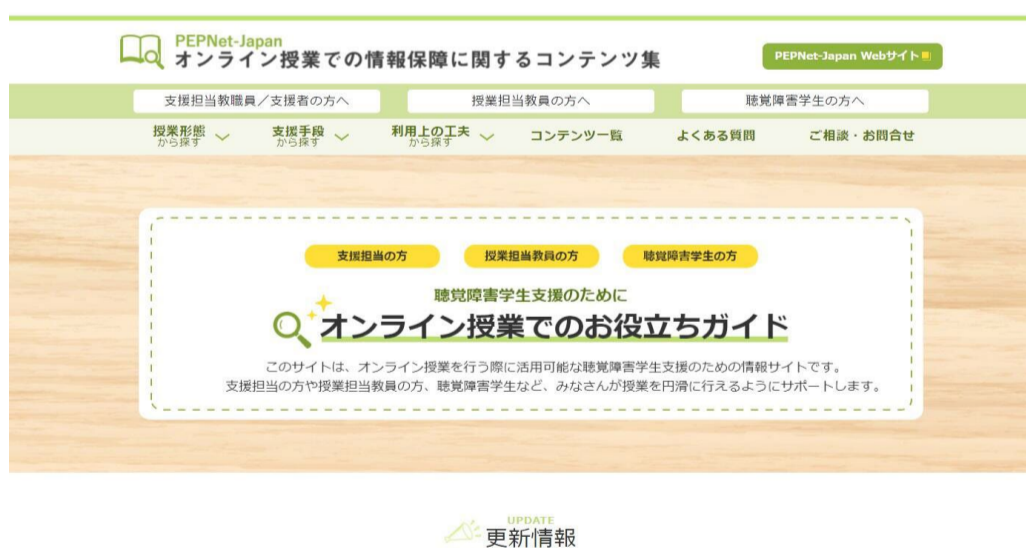 PEPNet-Japan
オンライン授業での情報保障に関するコンテンツ集
PEPNet-Japan Webサイト
支援担当教職員／支援者の方へ
授業担当教員の方へ
聴覚障害学生の方へ
授業形態
から探す
支援手段
から探す
利用上の工夫
から探す
コンテンツ一覧
よくある質問
ご相談・お問合せ
支援担当の方
授業担当教員の方
聴覚障害学生の方
聴覚障害学生支援のために
オンライン授業でのお役立ちガイド
このサイトは、オンライン授業を行う際に活用可能な聴覚障害学生支援のための情報サイトです。
支援担当の方や授業担当教員の方、聴覚障害学生など、みなさんが授業を円滑に行えるようにサポートします。
UPDATE
更新情報